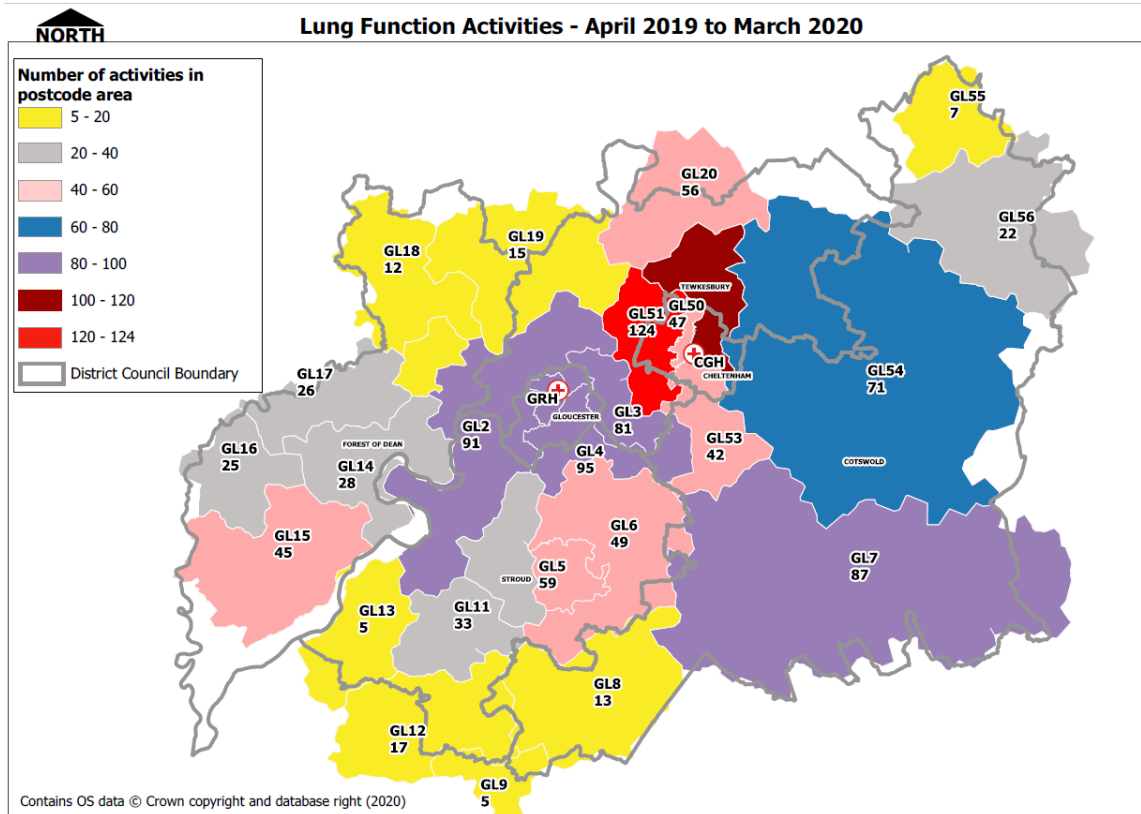 NORTH
Lung Function Activities - April 2019 to March 2020
Number of activities in
postcode area
5 - 20
20 - 40
40 - 60
60 - 80
80 - 100
100 - 120
120 - 124
District Council Boundary
GL55
7
GL20
56
GL56
22
GL18
12
GL19
15
TEWKESBURY
GL50
47
GL51
124
CGH
CHELTENHAM
GL54
71
GL17
26
GRH
GLOUCESTER
GL2
91
GL3
81
GL4
95
GL53
42
COTSWOLD
FOREST OF DEAN
GL16
25
GL14
28
GL15
45
GL6
49
GL5
59
STROUD
GL7
87
GL13
5
GL11
33
GL8
13
GL12
17
GL9
5
Contains OS data © Crown copyright and database right (2020)